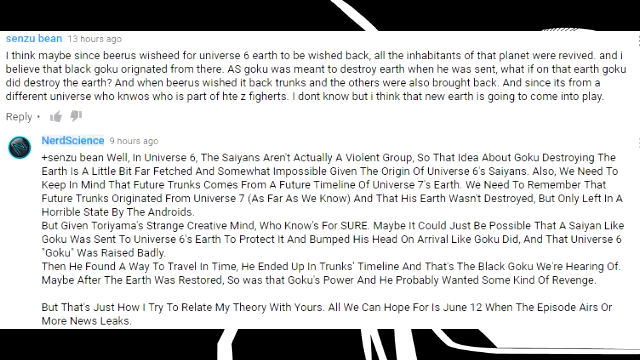 senzu bean 13 hours ago
I think maybe since beerus wisheed for universe 6 earth to be wished back, all the inhabitants of that planet were revived. and i
believe that black goku orignated from there. AS goku was meant to destroy earth when he was sent, what if on that earth goku
did destroy the earth? And when beerus wished it back trunks and the others were also brought back. And since its from a
different universe who knwos who is part of hte z figherts. I dont know but i think that new earth is going to come into play.
Reply •
NerdScience 9 hours ago
+senzu bean Well, In Universe 6, The Saiyans Aren't Actually A Violent Group, So That Idea About Goku Destroying The
Earth Is A Little Bit Far Fetched And Somewhat Impossible Given The Origin Of Universe 6's Saiyans. Also, We Need To
Keep In Mind That Future Trunks Comes From A Future Timeline Of Universe 7's Earth. We Need To Remember That
Future Trunks Originated From Universe 7 (As Far As We Know) And That His Earth Wasn't Destroyed, But Only Left In A
Horrible State By The Androids.
But Given Toriyama's Strange Creative Mind, Who Know's For SURE. Maybe It Could Just Be Possible That A Saiyan Like
Goku Was Sent To Universe 6's Earth To Protect It And Bumped His Head On Arrival Like Goku Did, And That Universe 6
"Goku" Was Raised Badly.
Then He Found A Way To Travel In Time, He Ended Up In Trunks' Timeline And That's The Black Goku We're Hearing Of.
Maybe After The Earth Was Restored, So was that Goku's Power And He Probably Wanted Some Kind Of Revenge.
But That's Just How I Try To Relate My Theory With Yours. All We Can Hope For Is June 12 When The Episode Airs Or
More News Leaks.